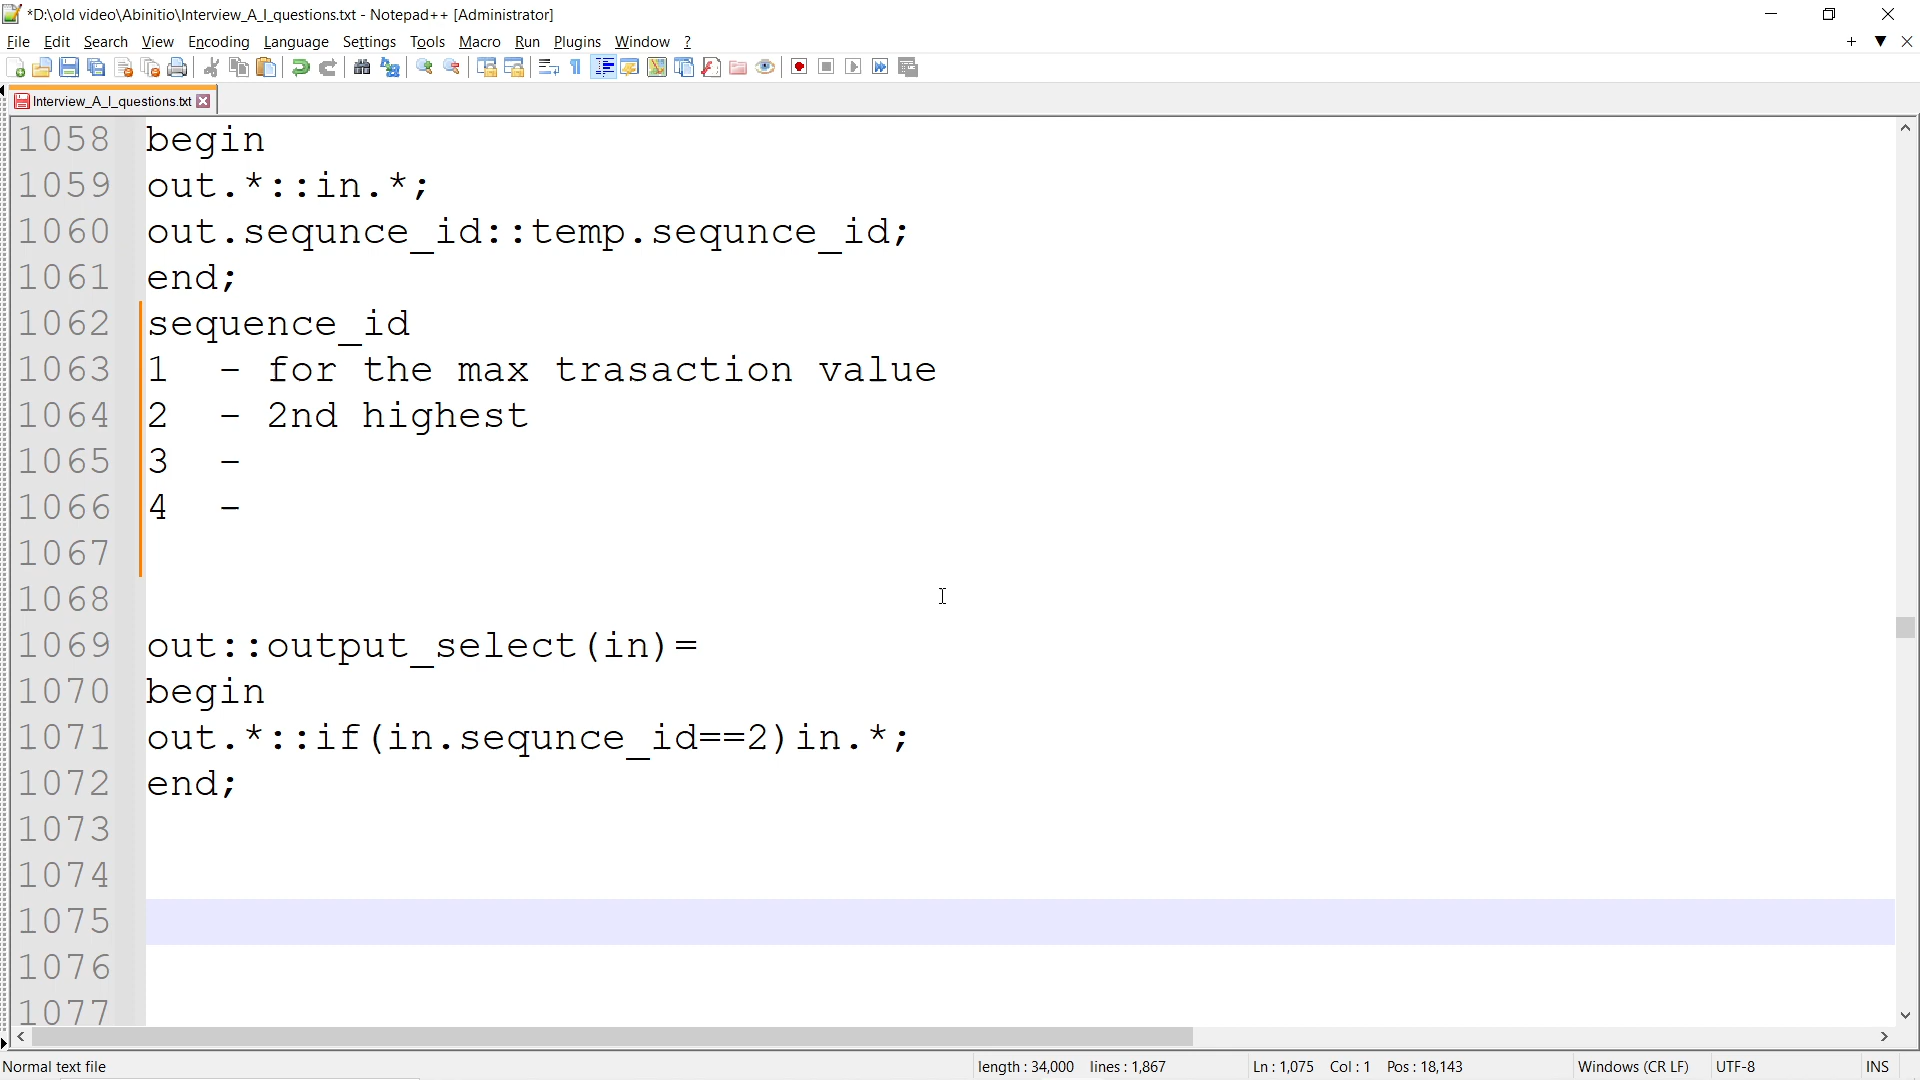 *D:\old video\Abinitio\Interview_A_I_questions.txt - Notepad++ [Administrator]
File Edit Search View Encoding Language Settings Tools Macro Run Plugins Window ?
Interview_A_I_questions.txt
1058 begin
1059 out.*::in.*;
1060 out.sequnce_id::temp.sequnce_id;
1061 end;
1062 sequence_id
1063 1 - for the max trasaction value
1064 2 - 2nd highest
1065 3 -
1066 4 -
1067
1068
1069 out::output_select(in)=
1070 begin
1071 out.*::if(in.sequnce_id==2)in.*;
1072 end;
1073
1074
1075
1076
1077
Normal text file length : 34,000 lines : 1,867 Ln : 1,075 Col : 1 Pos : 18,143 Windows (CR LF) UTF-8 INS